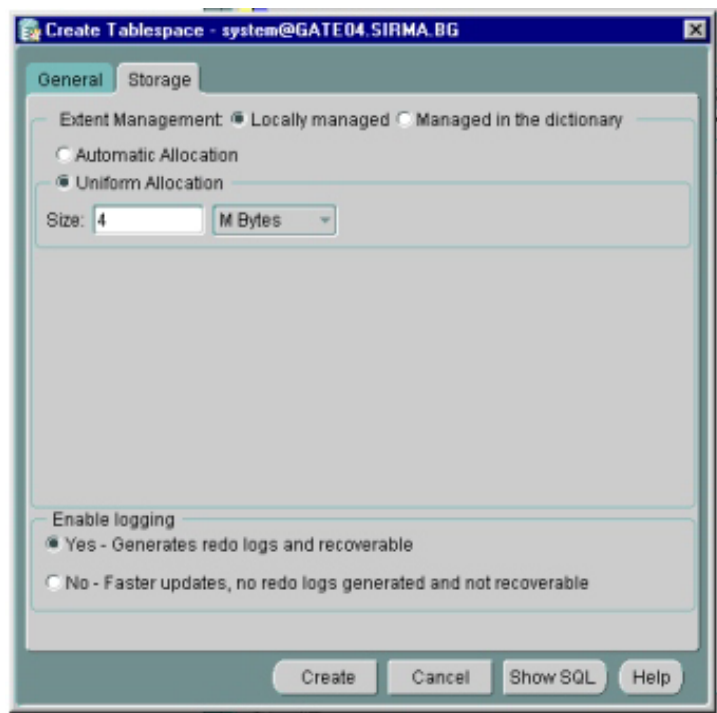 Create Tablespace - system@GATE04.SIRMA.BG
General Storage
Extent Management: Locally managed Managed in the dictionary
Automatic Allocation
Uniform Allocation
Size: 4 M Bytes
Enable logging
Yes - Generates redo logs and recoverable
No - Faster updates, no redo logs generated and not recoverable
Create Cancel Show SQL Help